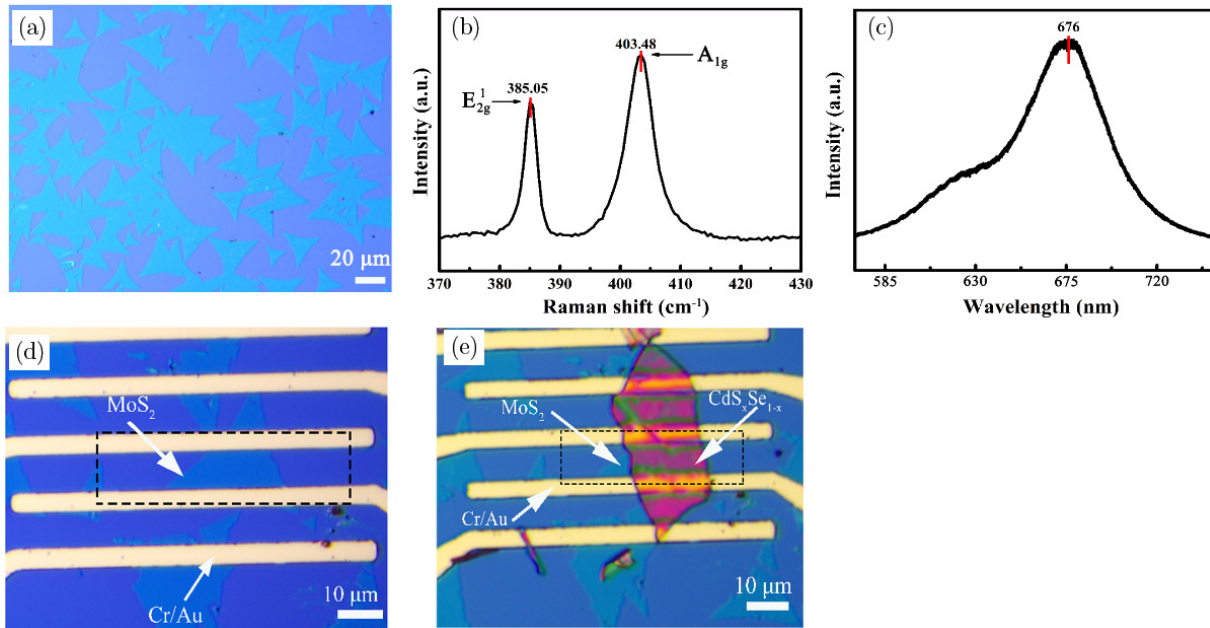 (a)
20 μm
(b)
403.48
A1g
385.05
E¹2g
Intensity (a.u.)
370 380 390 400 410 420 430
Raman shift (cm-1)
(c)
676
Intensity (a.u.)
585 630 675 720
Wavelength (nm)
(d)
MoS2
Cr/Au
10 μm
(e)
MoS2
CdSxSe1-x
Cr/Au
10 μm